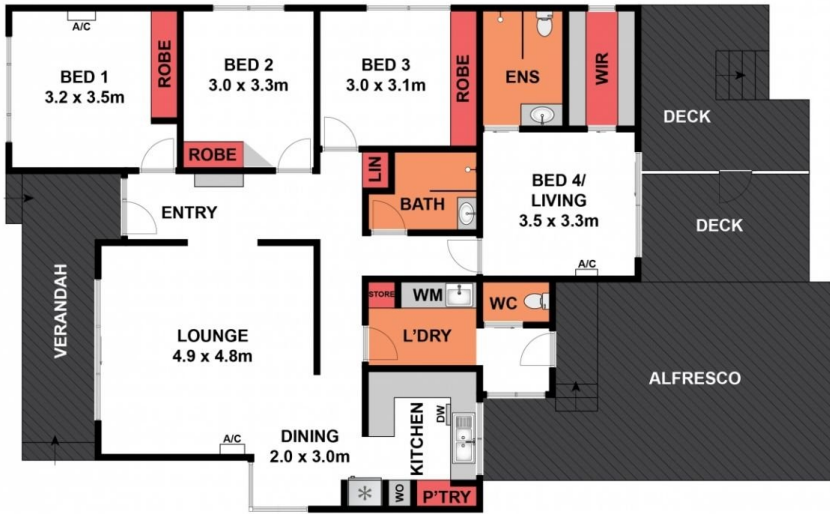 A/C
BED 1
3.2 x 3.5m
ROBE
BED 2
3.0 x 3.3m
ROBE
BED 3
3.0 x 3.1m
ROBE
ENS
WIR
DECK
LIN
BATH
BED 4/
LIVING
3.5 x 3.3m
A/C
DECK
ENTRY
VERANDAH
LOUNGE
4.9 x 4.8m
A/C
STORE
WM
L'DRY
WC
ALFRESCO
DINING
2.0 x 3.0m
KITCHEN
DW
WO
P'TRY